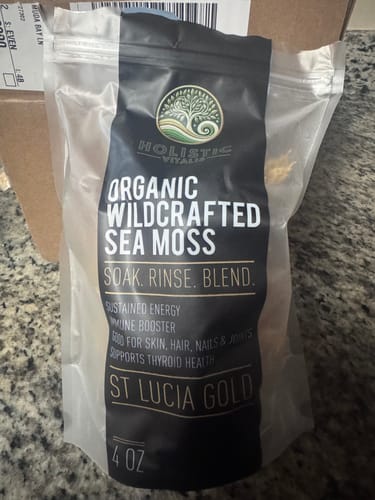 HOLISTIC
VITALIA
ORGANIC
WILDCRAFTED
SEA MOSS
SOAK. RINSE. BLEND.
SUSTAINED ENERGY
IMMUNE BOOSTER
GOOD FOR SKIN, HAIR, NAILS & JOINTS
SUPPORTS THYROID HEALTH
ST LUCIA GOLD
4 OZ